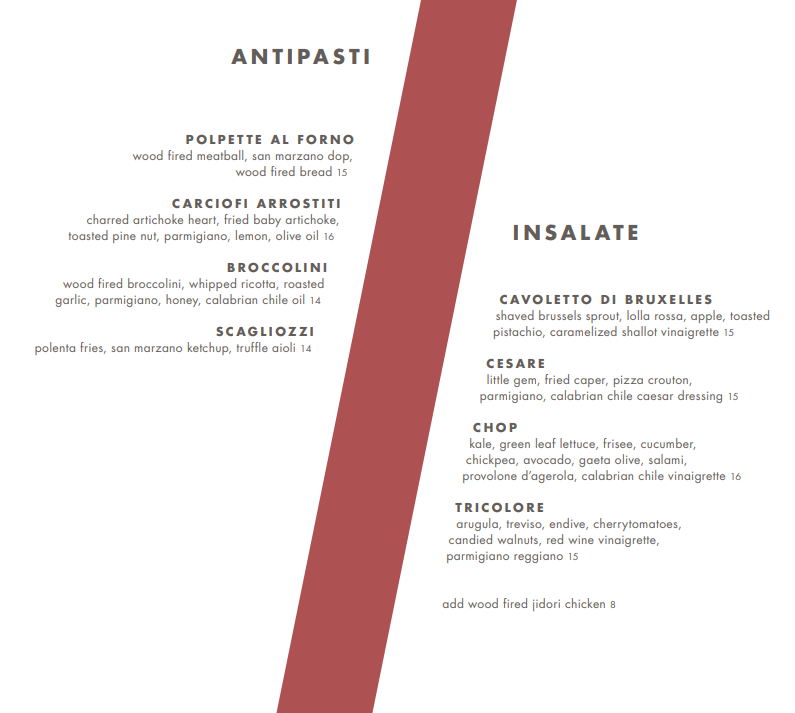 ANTIPASTI
POLPETTE AL FORNO
wood fired meatball, san marzano dop,
wood fired bread 15
CARCIOFI ARROSTITI
charred artichoke heart, fried baby artichoke,
toasted pine nut, parmigiano, lemon, olive oil 16
BROCCOLINI
wood fired broccolini, whipped ricotta, roasted
garlic, parmigiano, honey, calabrian chile oil 14
SCAGLIOZZI
polenta fries, san marzano ketchup, truffle aioli 14
INSALATE
CAVOLETTO DI BRUXELLES
shaved brussels sprout, lolla rossa, apple, toasted
pistachio, caramelized shallot vinaigrette 15
CESARE
little gem, fried caper, pizza crouton,
parmigiano, calabrian chile caesar dressing 15
CHOP
kale, green leaf lettuce, frisee, cucumber,
chickpea, avocado, gaeta olive, salami,
provolone d'agerola, calabrian chile vinaigrette 16
TRICOLORE
arugula, treviso, endive, cherrytomatoes,
candied walnuts, red wine vinaigrette,
parmigiano reggiano 15
add wood fired jidori chicken 8